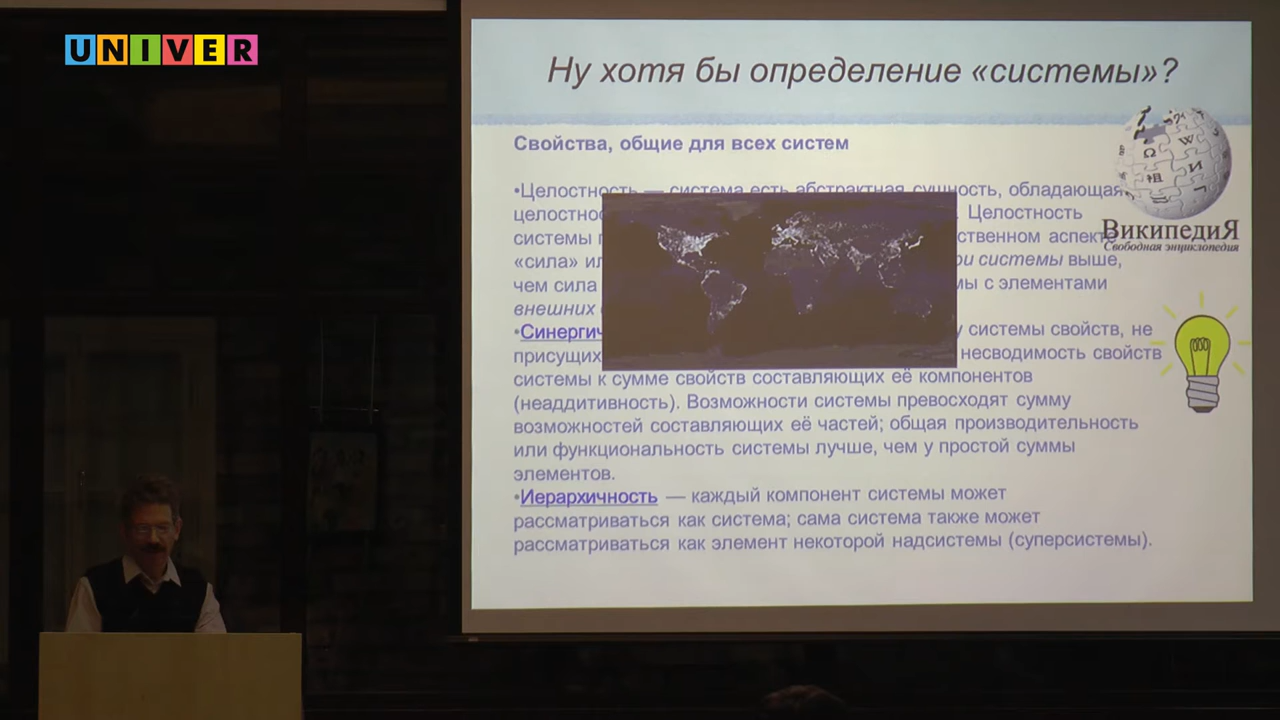 UNIVER
Ну хотя бы определение «системы»?
Свойства, общие для всех систем
•Целостность — система есть абстрактная сущность, обладающая
целостнос . Целостность
системы ственном аспекте
«сила» ил системы выше,
чем сила мы с элементами
внешних
•Синергич у системы свойств, не
присущих несводимость свойств
системы к сумме свойств составляющих её компонентов
(неаддитивность). Возможности системы превосходят сумму
возможностей составляющих её частей; общая производительность
или функциональность системы лучше, чем у простой суммы
элементов.
•Иерархичность — каждый компонент системы может
рассматриваться как система; сама система также может
рассматриваться как элемент некоторой надсистемы (суперсистемы).
ВикипедиЯ
Свободная энциклопедия